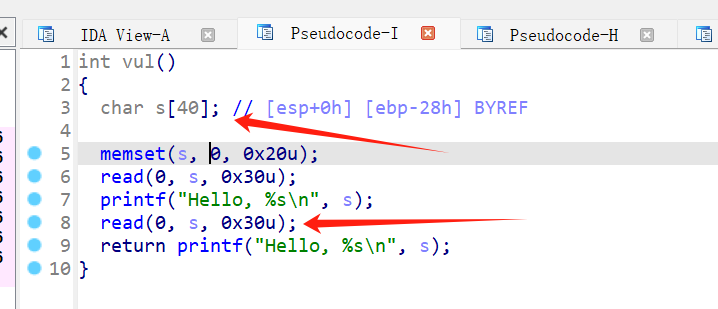 IDA View-A Pseudocode-I Pseudocode-H
1 int vul()
2 {
3 char s[40]; // [esp+0h] [ebp-28h] BYREF
4
5 memset(s, 0, 0x20u);
6 read(0, s, 0x30u);
7 printf("Hello, %s\n", s);
8 read(0, s, 0x30u);
9 return printf("Hello, %s\n", s);
10 }